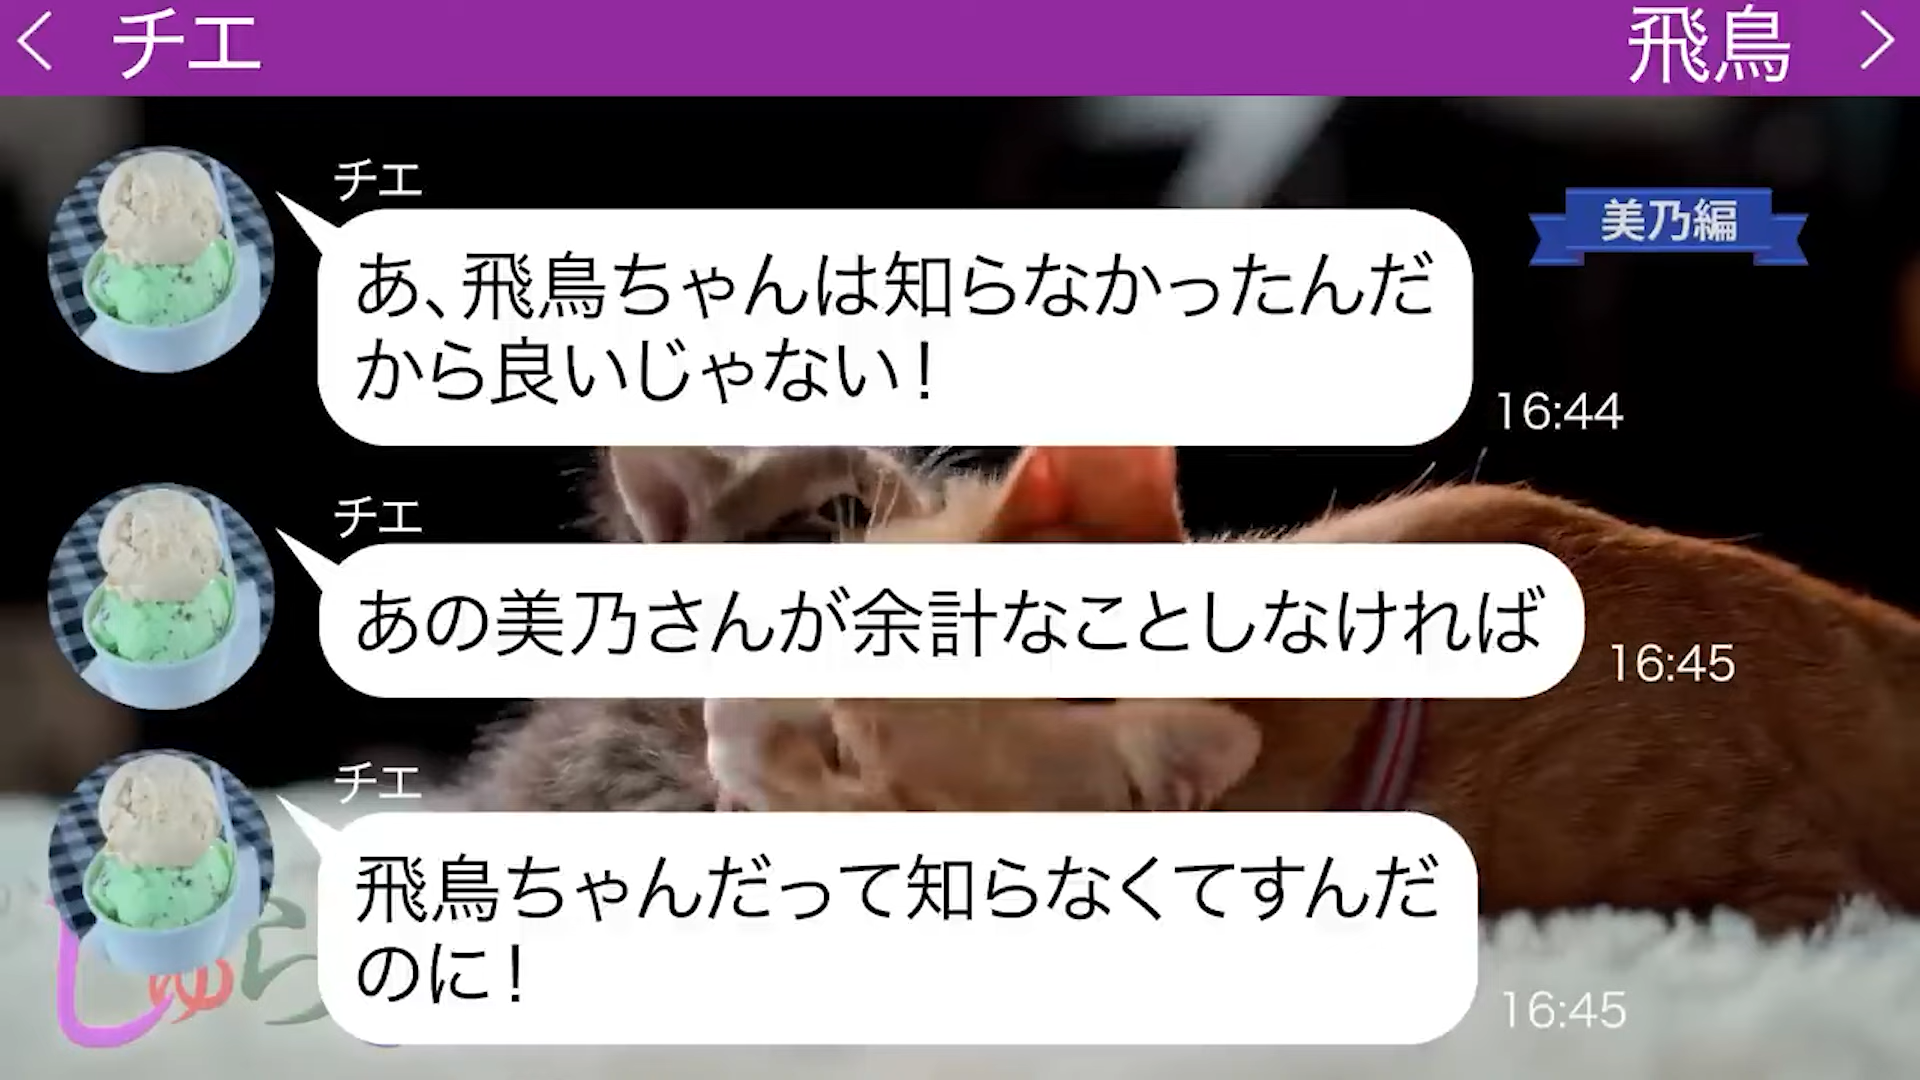 チエ
飛鳥
チエ
美乃編
あ、飛鳥ちゃんは知らなかったんだ
から良いじゃない！
16:44
チエ
あの美乃さんが余計なことしなければ
16:45
チエ
飛鳥ちゃんだって知らなくてすんだ
のに！
16:45
しゅら